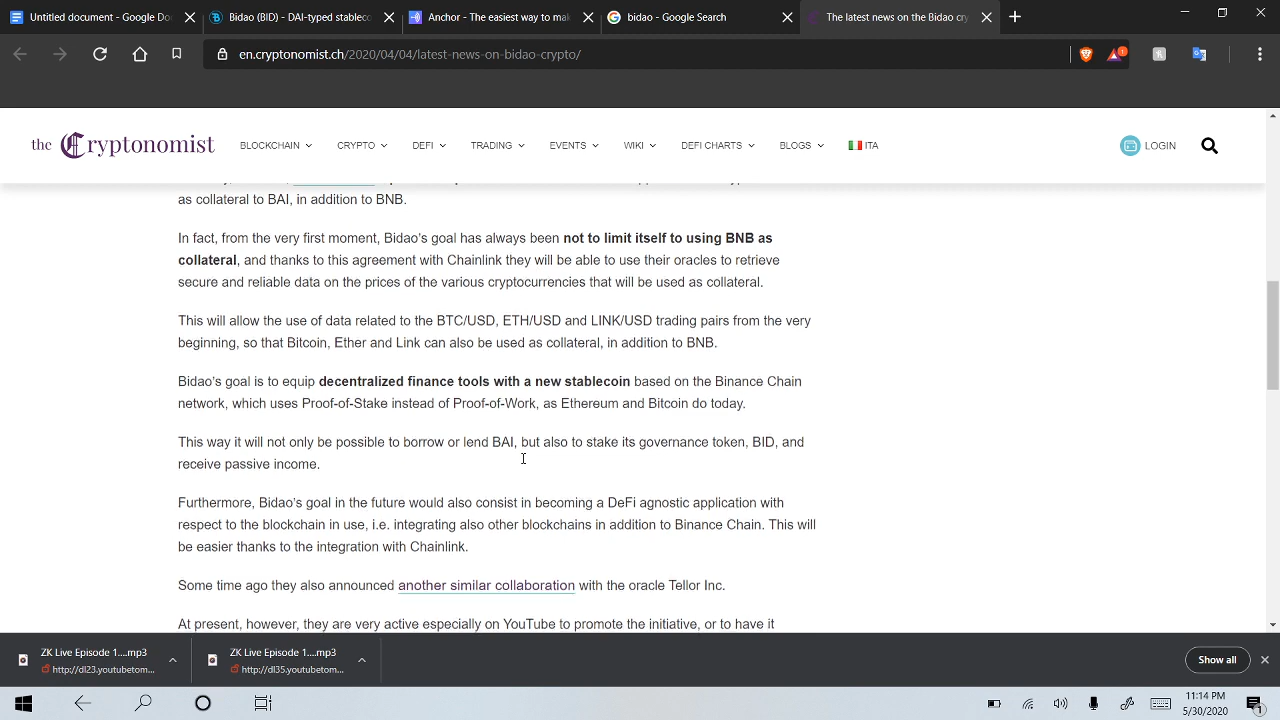 Untitled document - Google Do
Bidao (BID) – DAI-typed stablecc
Anchor - The easiest way to mak
bidao - Google Search
The latest news on the Bidao cry
en.cryptonomist.ch/2020/04/04/latest-news-on-bidao-crypto/
1
the Cryptonomist
BLOCKCHAIN CRYPTO DEFI TRADING EVENTS WIKI DEFI CHARTS BLOGS ITA
LOGIN
as collateral to BAI, in addition to BNB.
In fact, from the very first moment, Bidao's goal has always been not to limit itself to using BNB as
collateral, and thanks to this agreement with Chainlink they will be able to use their oracles to retrieve
secure and reliable data on the prices of the various cryptocurrencies that will be used as collateral.
This will allow the use of data related to the BTC/USD, ETH/USD and LINK/USD trading pairs from the very
beginning, so that Bitcoin, Ether and Link can also be used as collateral, in addition to BNB.
Bidao's goal is to equip decentralized finance tools with a new stablecoin based on the Binance Chain
network, which uses Proof-of-Stake instead of Proof-of-Work, as Ethereum and Bitcoin do today.
This way it will not only be possible to borrow or lend BAI, but also to stake its governance token, BID, and
receive passive income.
Furthermore, Bidao's goal in the future would also consist in becoming a DeFi agnostic application with
respect to the blockchain in use, i.e. integrating also other blockchains in addition to Binance Chain. This will
be easier thanks to the integration with Chainlink.
Some time ago they also announced another similar collaboration with the oracle Tellor Inc.
At present, however, they are very active especially on YouTube to promote the initiative, or to have it
ZK Live Episode 1....mp3
http://dl23.youtubetom...
ZK Live Episode 1....mp3
http://dl35.youtubetom...
Show all
11:14 PM
5/30/2020
1